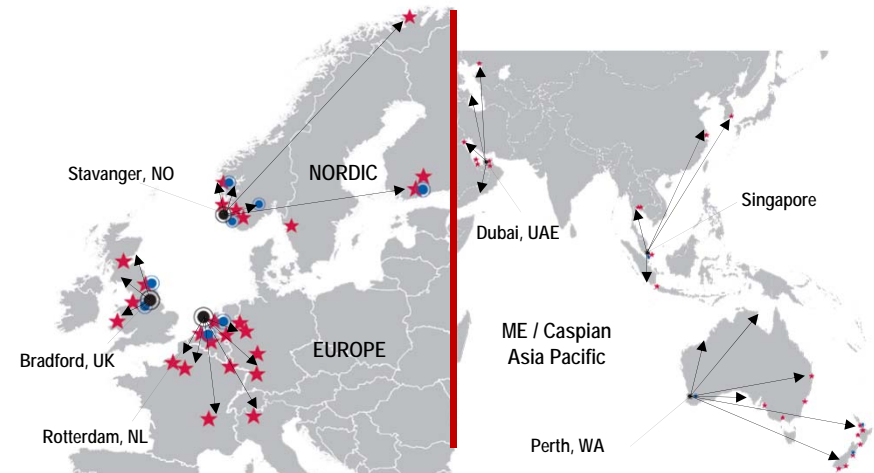 Stavanger, NO
NORDIC
Bradford, UK
EUROPE
Rotterdam, NL
Singapore
Dubai, UAE
ME / Caspian
Asia Pacific
Perth, WA